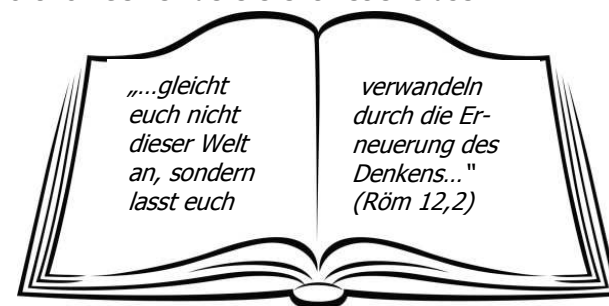 „...gleicht
euch nicht
dieser Welt
an, sondern
lasst euch
verwandeln
durch die Er-
neuerung des
Denkens...“
(Röm 12,2)